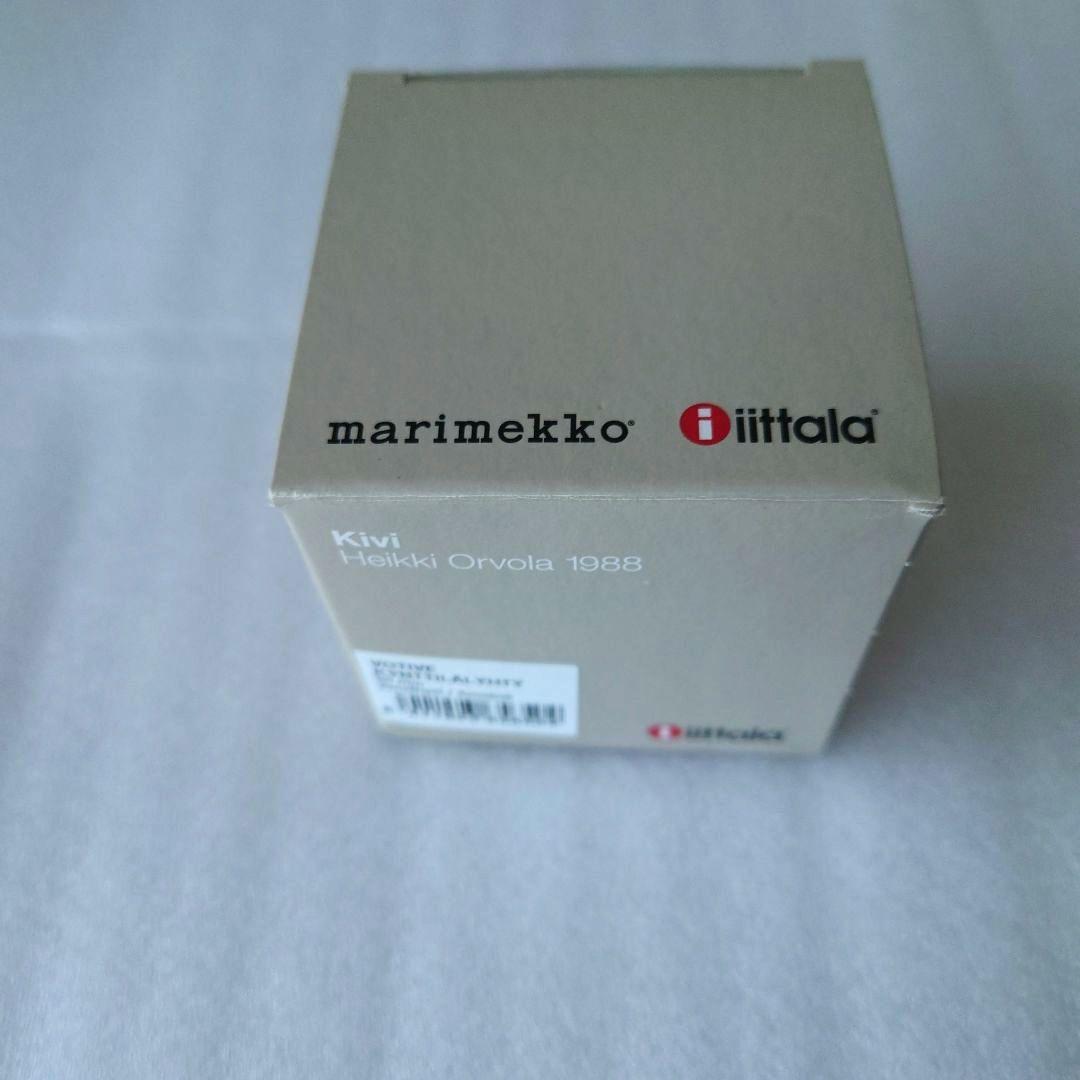 marimekko®
iittala®
Kivi
Heikki Orvola 1988
VOTIVE
KYNTTILÄLYHTY
iittala